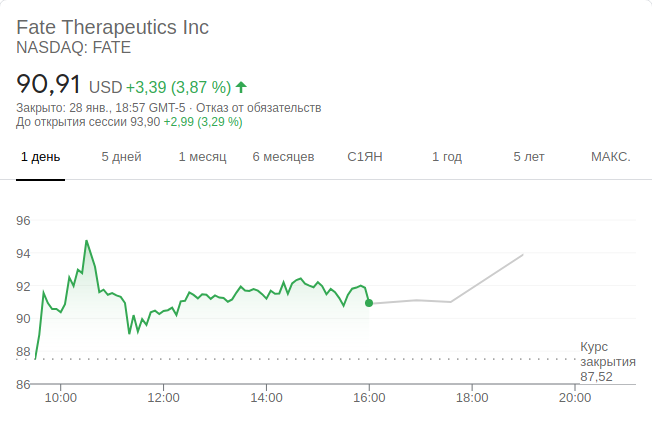 Fate Therapeutics Inc
NASDAQ: FATE
90,91 USD +3,39 (3,87 %)
Закрыто: 28 янв., 18:57 GMT-5 · Отказ от обязательств
До открытия сессии 93,90 +2,99 (3,29 %)
1 день 5 дней 1 месяц 6 месяцев С1ЯН 1 год 5 лет МАКС.
96
94
92
90
88
Курс
закрытия
87,52
86
10:00 12:00 14:00 16:00 18:00 20:00